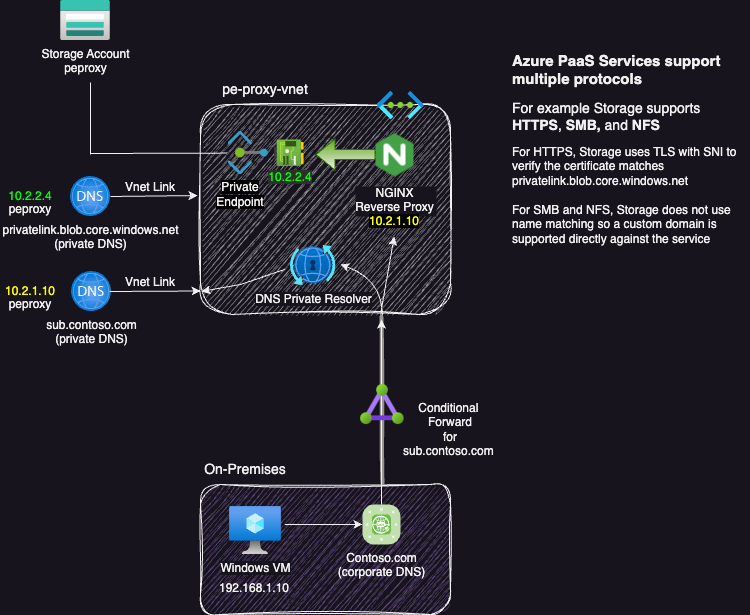 Storage Account
peproxy
pe-proxy-vnet
Azure PaaS Services support
multiple protocols
For example Storage supports
HTTPS, SMB, and NFS
For HTTPS, Storage uses TLS with SNI to
verify the certificate matches
privatelink.blob.core.windows.net
For SMB and NFS, Storage does not use
name matching so a custom domain is
supported directly against the service
N
10.2.2.4
Private
Endpoint
NGINX
Reverse Proxy
10.2.1.10
10.2.2.4
peproxy
DNS
Vnet Link
privatelink.blob.core.windows.net
(private DNS)
10.2.1.10
peproxy
DNS
Vnet Link
sub.contoso.com
(private DNS)
DNS Private Resolver
Conditional
Forward
for
sub.contoso.com
On-Premises
Windows VM
192.168.1.10
Contoso.com
(corporate DNS)